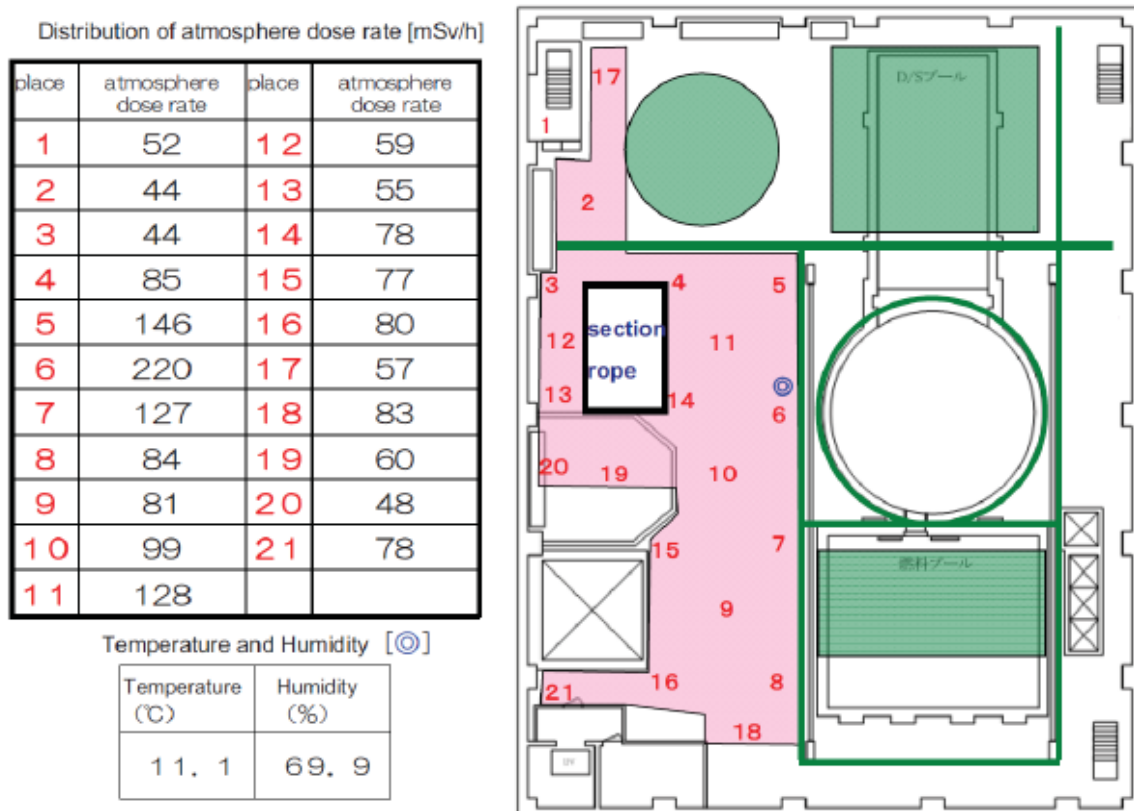 Distribution of atmosphere dose rate [mSv/h]
place atmosphere dose rate place atmosphere dose rate
1 52 12 59
2 44 13 55
3 44 14 78
4 85 15 77
5 146 16 80
6 220 17 57
7 127 18 83
8 84 19 60
9 81 20 48
10 99 21 78
11 128
Temperature and Humidity [◎]
Temperature (℃) Humidity (%)
11.1 69.9
17
D/Sプール
1
2
3
4
5
section
rope
12
11
13
14
◎
6
20
19
10
15
7
燃料プール
9
21
16
8
18